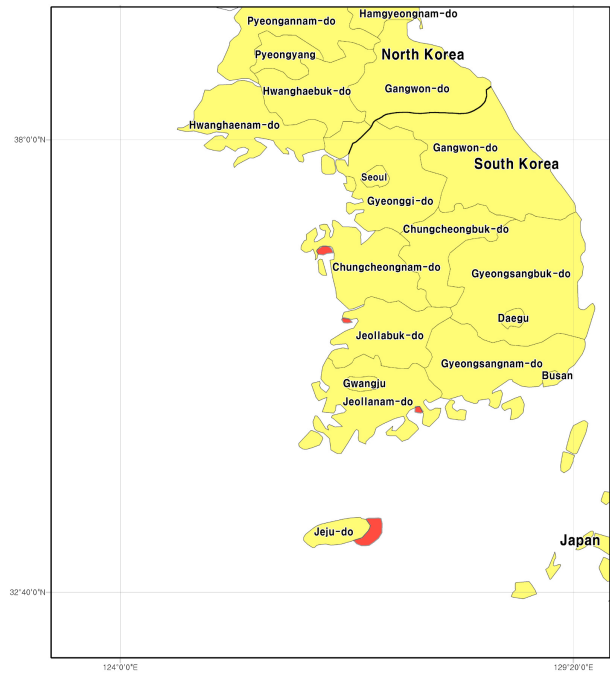 Hamgyeongnam-do
Pyeongannam-do
North Korea
Pyeongyang
Gangwon-do
Hwanghaebuk-do
Hwanghaenam-do
38°0'0"N
Gangwon-do
South Korea
Seoul
Gyeonggi-do
Chungcheongbuk-do
Chungcheongnam-do
Gyeongsangbuk-do
Daegu
Jeollabuk-do
Gyeongsangnam-do
Busan
Gwangju
Jeollanam-do
Jeju-do
Japan
32°40'0"N
124°0'0"E
129°20'0"E